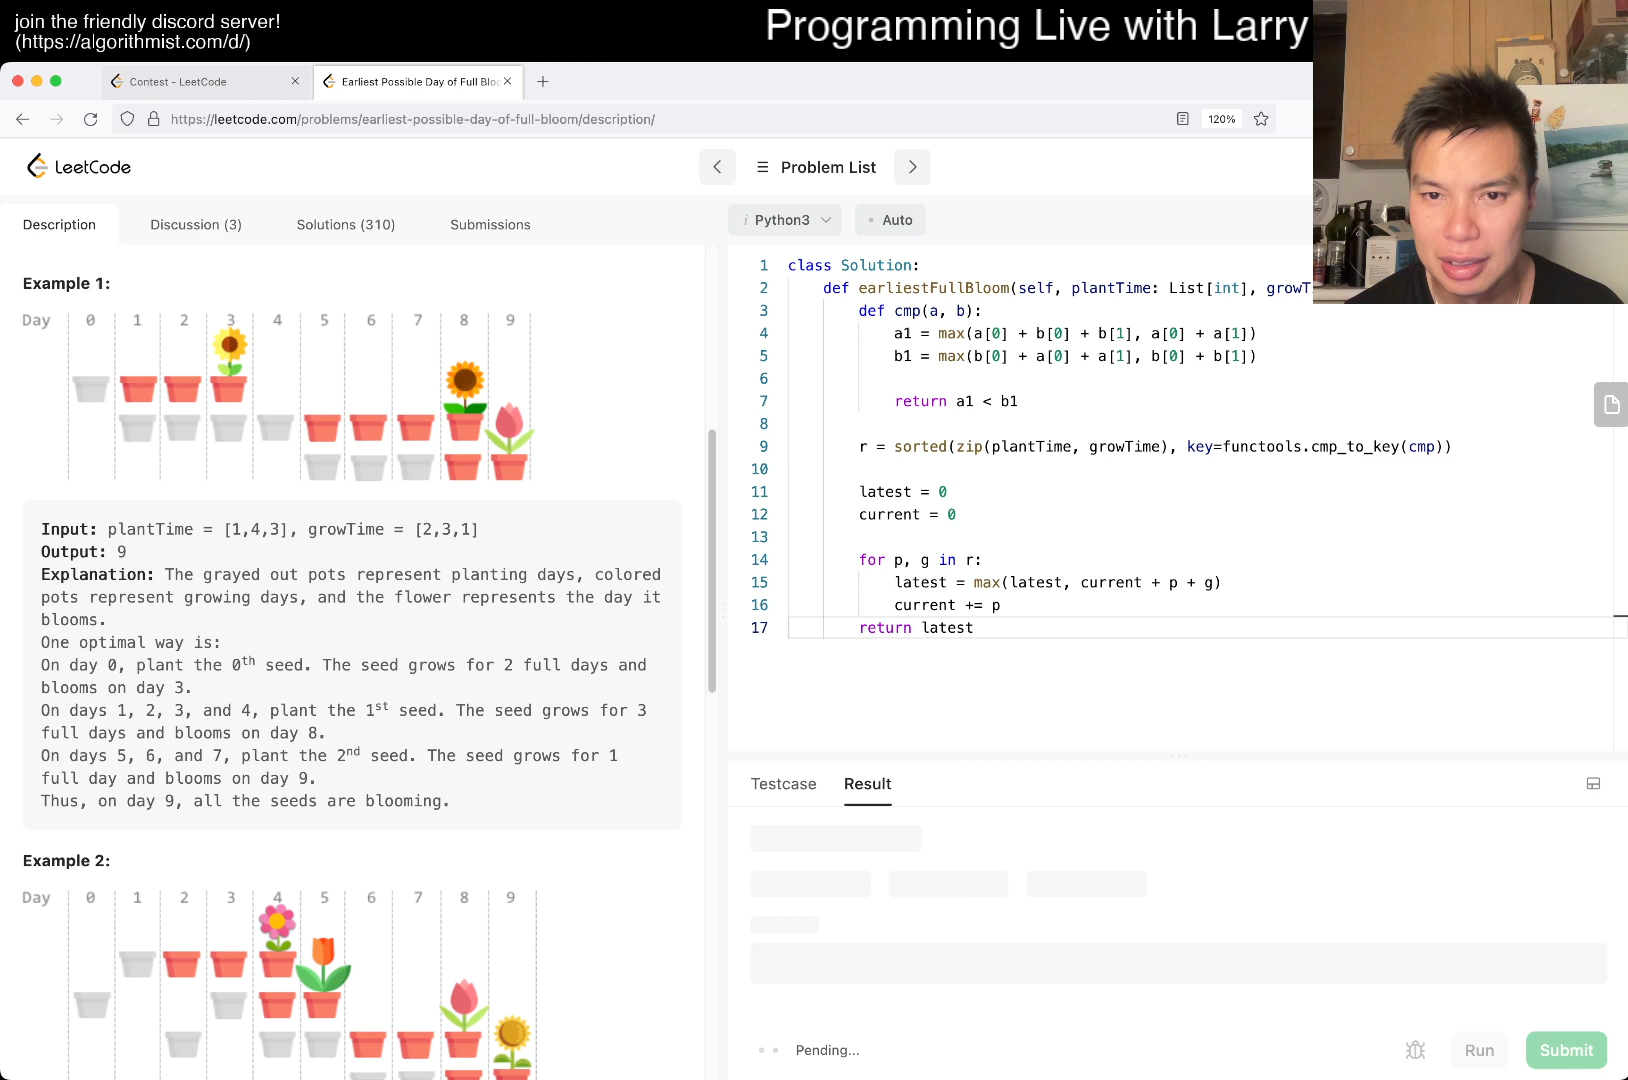 join the friendly discord server!
(https://algorithmist.com/d/)
Programming Live with Larry
Contest - LeetCode
Earliest Possible Day of Full Bloo
https://leetcode.com/problems/earliest-possible-day-of-full-bloom/description/
120%
LeetCode
Problem List
Description
Discussion (3)
Solutions (310)
Submissions
i Python3
Auto
Example 1:
Day 0 1 2 3 4 5 6 7 8 9
Input: plantTime = [1,4,3], growTime = [2,3,1]
Output: 9
Explanation: The grayed out pots represent planting days, colored
pots represent growing days, and the flower represents the day it
blooms.
One optimal way is:
On day 0, plant the 0th seed. The seed grows for 2 full days and
blooms on day 3.
On days 1, 2, 3, and 4, plant the 1st seed. The seed grows for 3
full days and blooms on day 8.
On days 5, 6, and 7, plant the 2nd seed. The seed grows for 1
full day and blooms on day 9.
Thus, on day 9, all the seeds are blooming.
Example 2:
Day 0 1 2 3 4 5 6 7 8 9
1 class Solution:
2 def earliestFullBloom(self, plantTime: List[int], growT
3 def cmp(a, b):
4 a1 = max(a[0] + b[0] + b[1], a[0] + a[1])
5 b1 = max(b[0] + a[0] + a[1], b[0] + b[1])
6
7 return a1 < b1
8
9 r = sorted(zip(plantTime, growTime), key=functools.cmp_to_key(cmp))
10
11 latest = 0
12 current = 0
13
14 for p, g in r:
15 latest = max(latest, current + p + g)
16 current += p
17 return latest
Testcase
Result
Pending...
Run
Submit